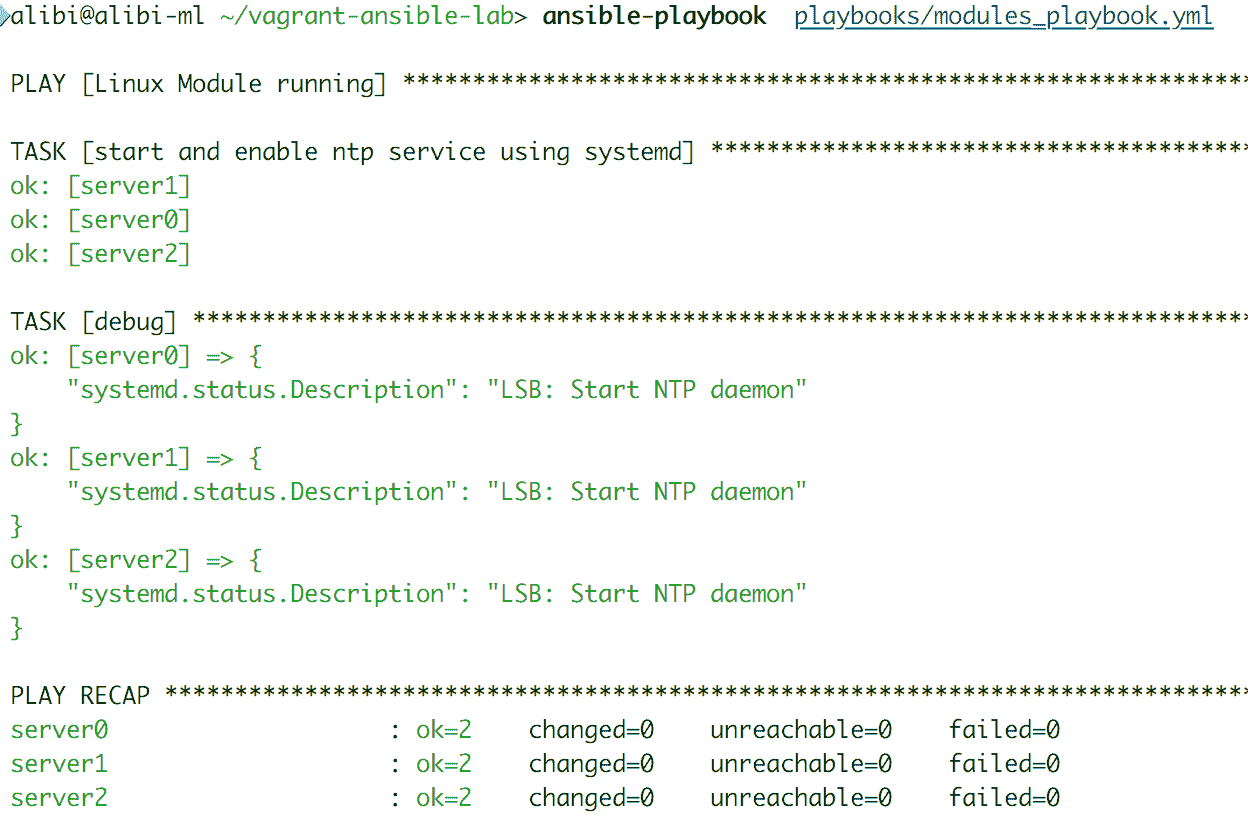 alibi@alibi-ml ~/vagrant-ansible-lab> ansible-playbook  playbooks/modules_playbook.yml
PLAY [Linux Module running] *************************************************************
TASK [start and enable ntp service using systemd] ***************************************
ok: [server1]
ok: [server0]
ok: [server2]
TASK [debug] ****************************************************************************
ok: [server0] => {
    "systemd.status.Description": "LSB: Start NTP daemon"
}
ok: [server1] => {
    "systemd.status.Description": "LSB: Start NTP daemon"
}
ok: [server2] => {
    "systemd.status.Description": "LSB: Start NTP daemon"
}
PLAY RECAP ******************************************************************************
server0                    : ok=2    changed=0    unreachable=0    failed=0
server1                    : ok=2    changed=0    unreachable=0    failed=0
server2                    : ok=2    changed=0    unreachable=0    failed=0